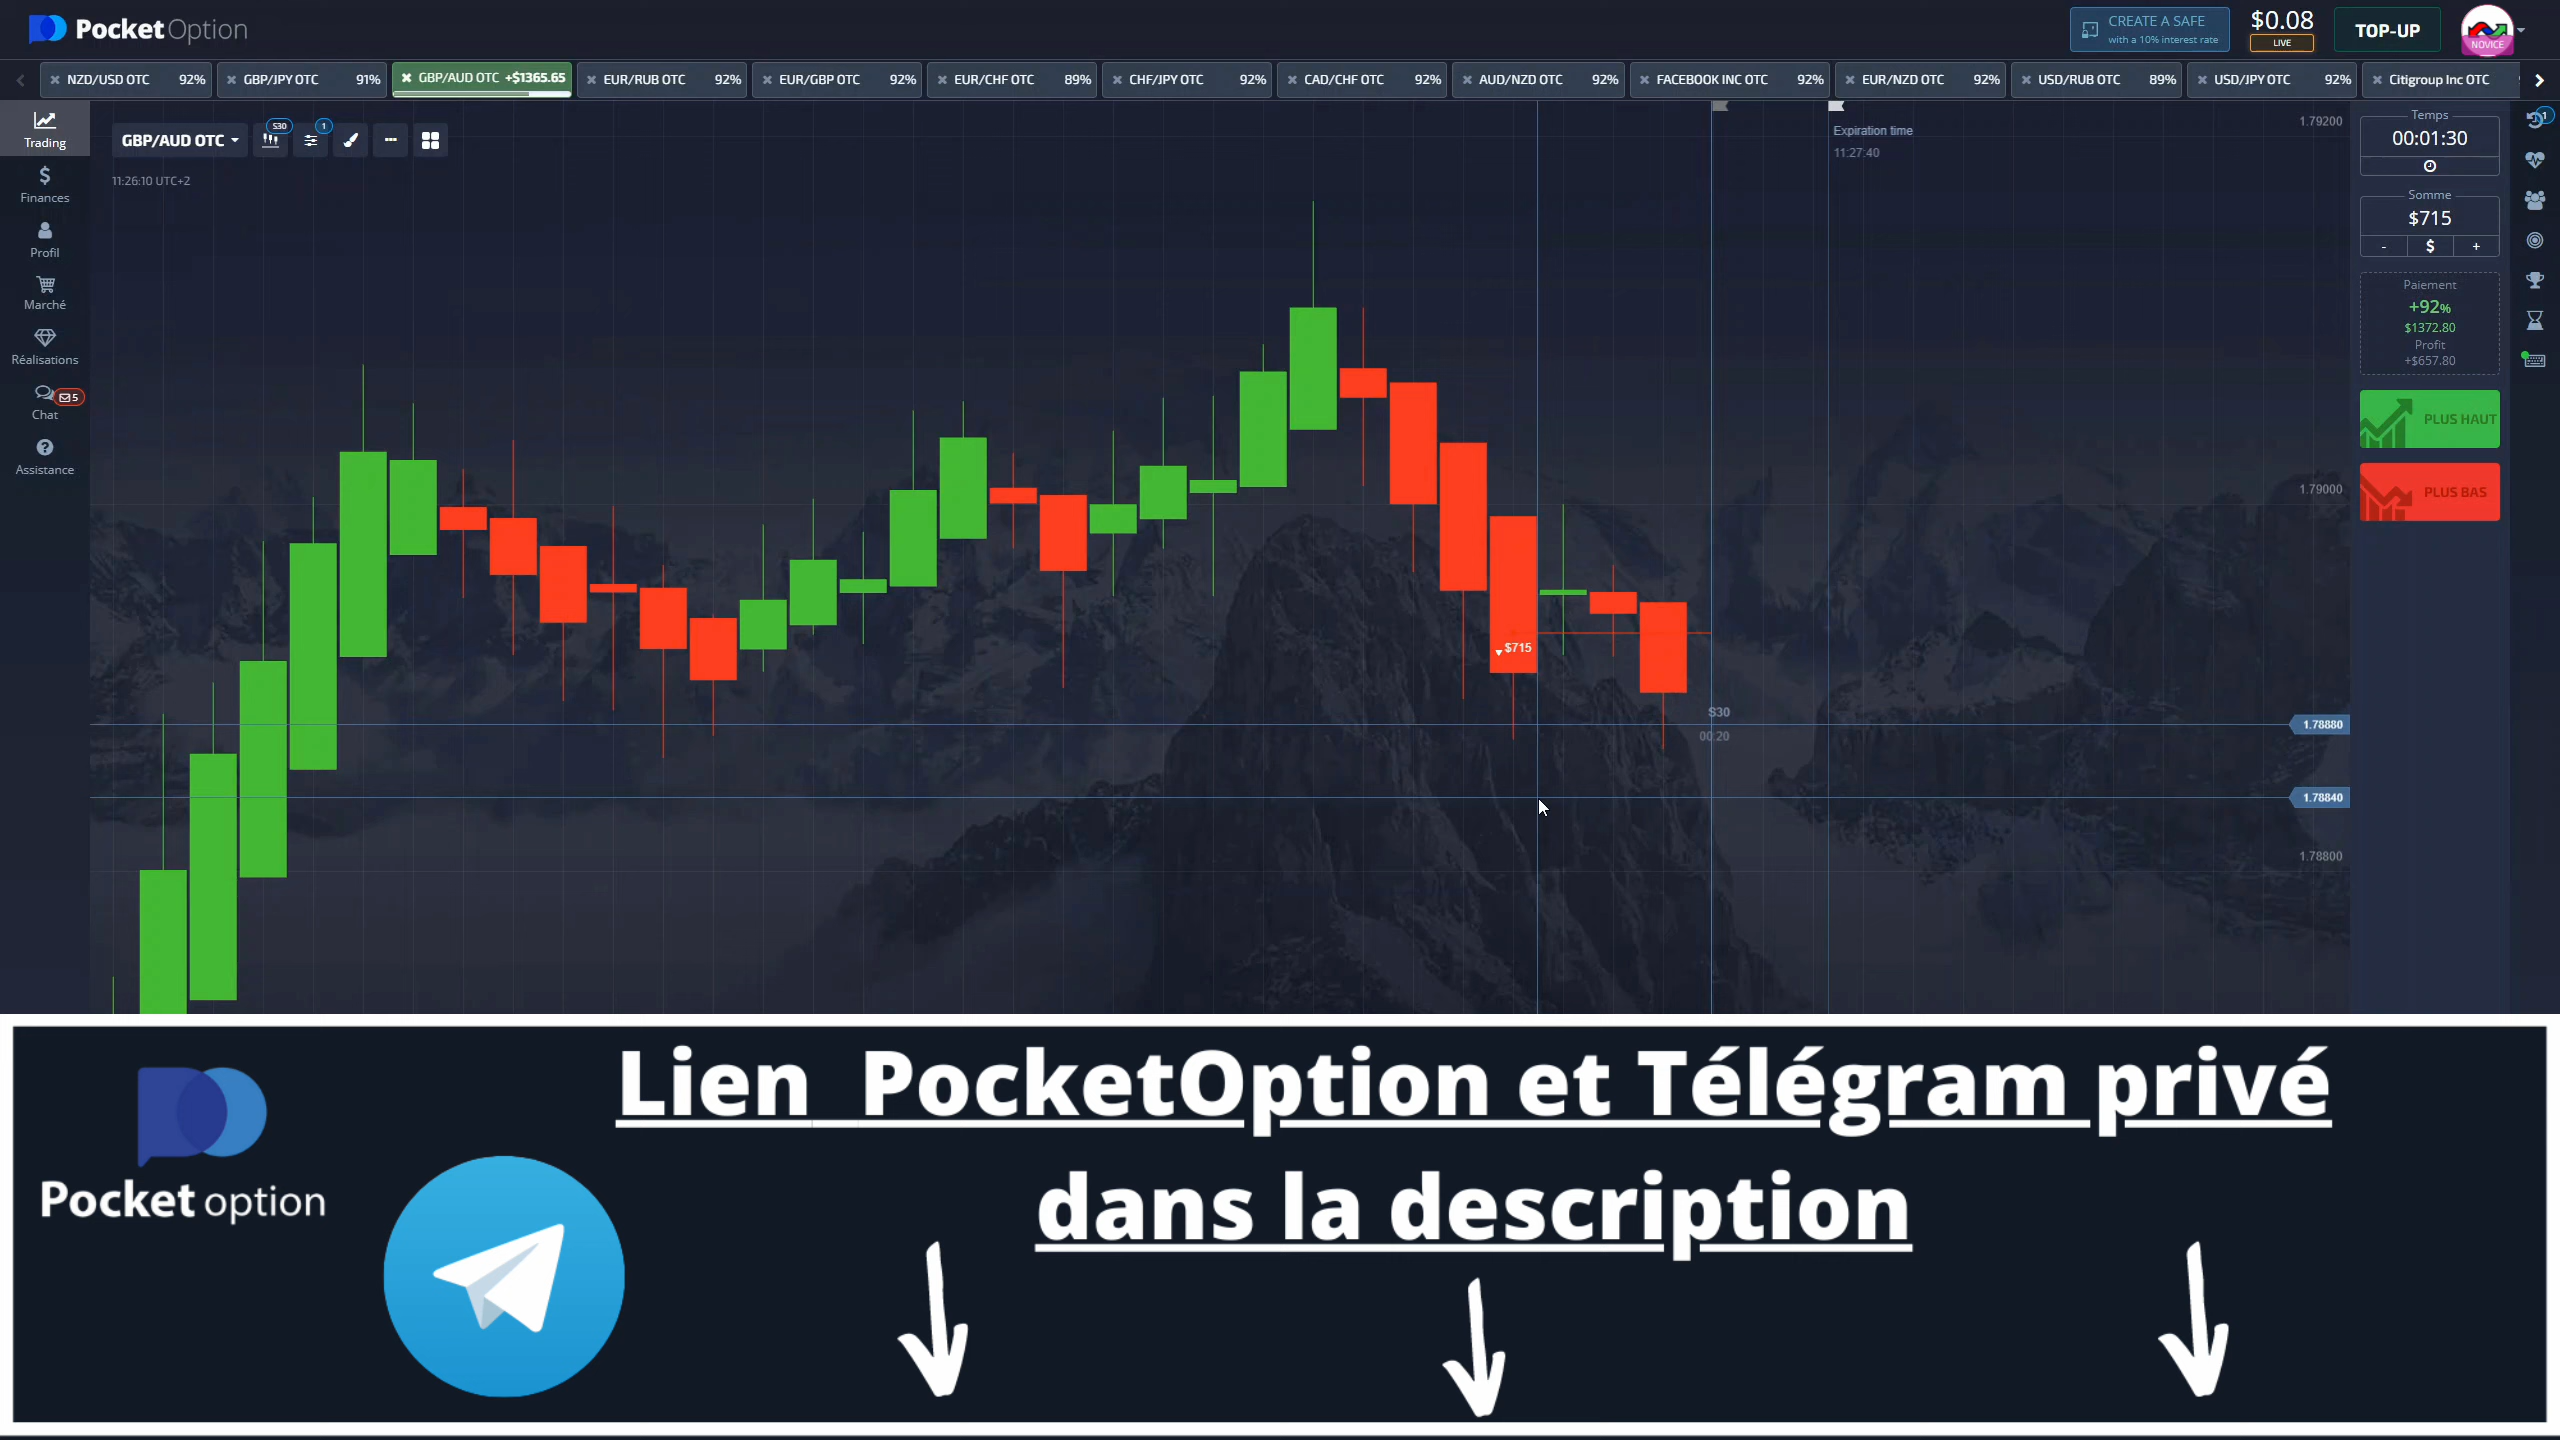 PocketOption
CREATE A SAFE
with a 10% interest rate
$0.08
LIVE
TOP-UP
NOVICE
NZD/USD OTC 92%
GBP/JPY OTC 91%
GBP/AUD OTC +$1365.65
EUR/RUB OTC 92%
EUR/GBP OTC 92%
EUR/CHF OTC 89%
CHF/JPY OTC 92%
CAD/CHF OTC 92%
AUD/NZD OTC 92%
FACEBOOK INC OTC 92%
EUR/NZD OTC 92%
USD/RUB OTC 89%
USD/JPY OTC 92%
Citigroup Inc OTC
Trading
Finances
Profil
Marché
Réalisations
Chat
5
Assistance
GBP/AUD OTC
S30
1
11:26:10 UTC+2
Expiration time
11:27:40
1.79200
1.79000
1.78880
1.78840
1.78800
$715
S30
00:20
Temps
00:01:30
Somme
$715
- $ +
Paiement
+92%
$1372.80
Profit
+$657.80
PLUS HAUT
PLUS BAS
1
Lien PocketOption et Télégram privé
dans la description
Pocket option